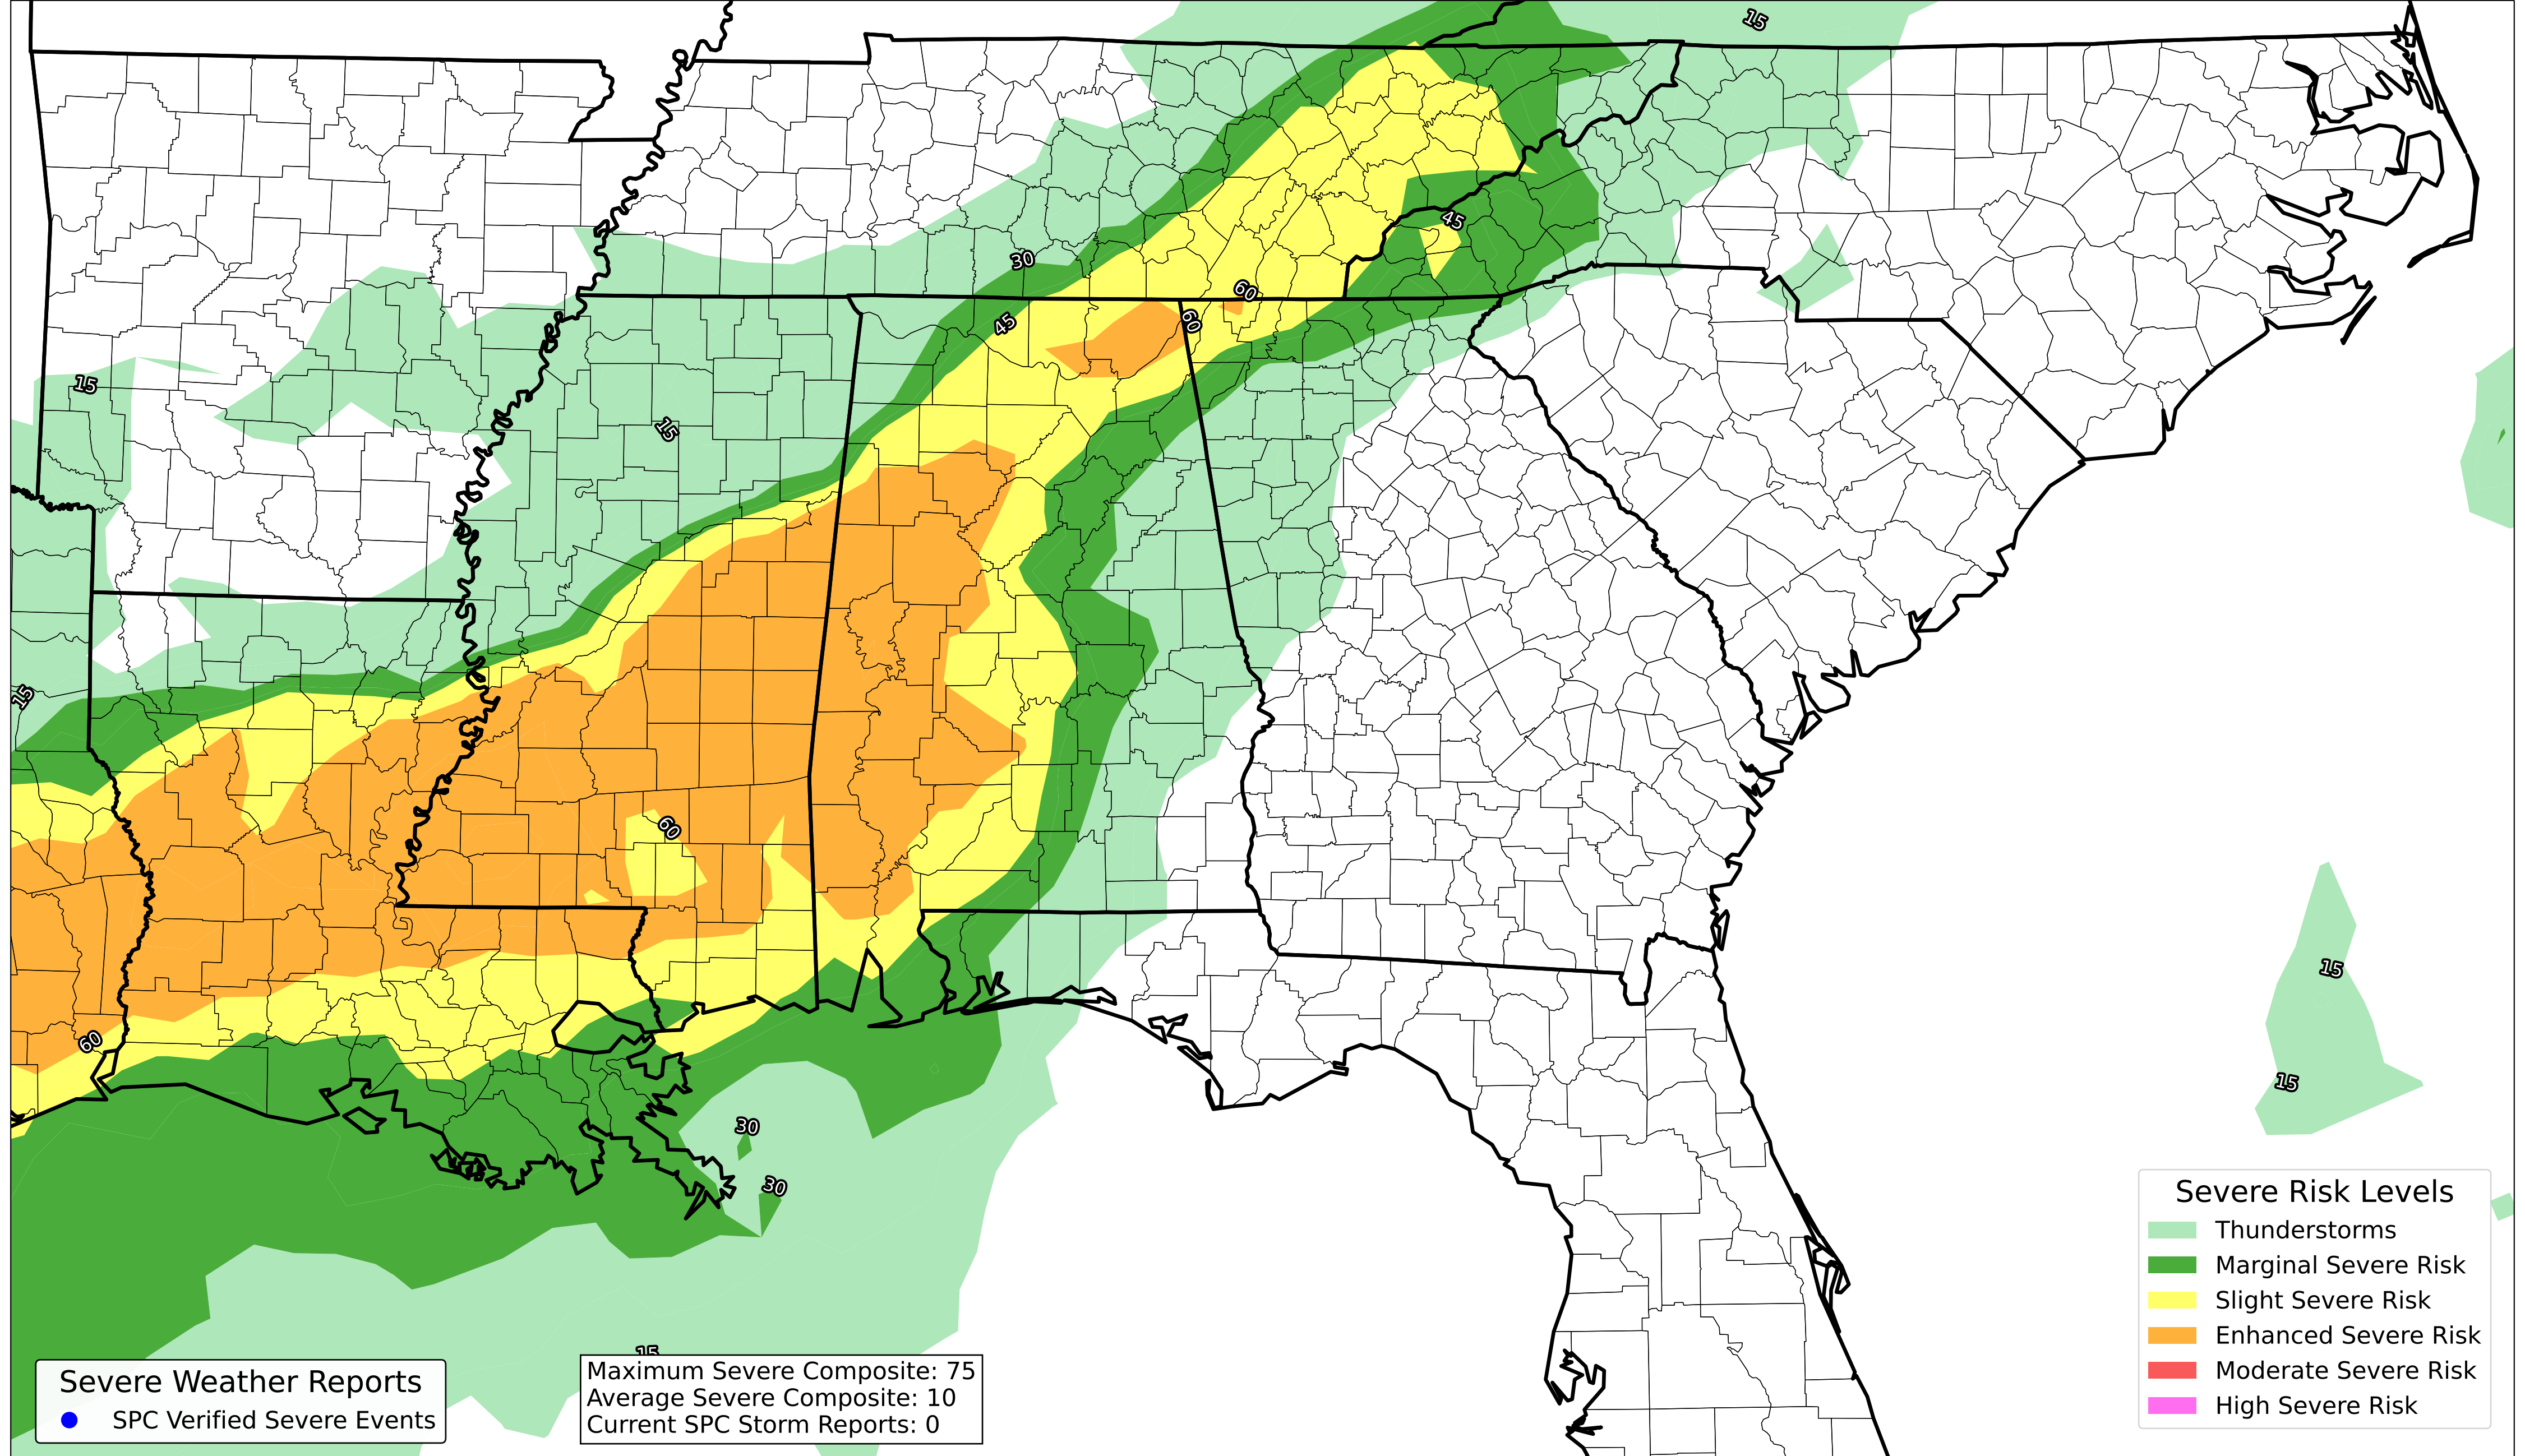 15
45
30
60
45
60
15
15
15
60
60
15
15
30
30
15
Severe Risk Levels
Thunderstorms
Marginal Severe Risk
Slight Severe Risk
Enhanced Severe Risk
Moderate Severe Risk
High Severe Risk
Severe Weather Reports
SPC Verified Severe Events
Maximum Severe Composite: 75
Average Severe Composite: 10
Current SPC Storm Reports: 0